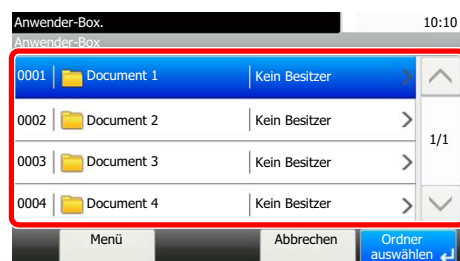 Anwender-Box. 10:10
Anwender-Box
0001 Document 1 Kein Besitzer
0002 Document 2 Kein Besitzer
1/1
0003 Document 3 Kein Besitzer
0004 Document 4 Kein Besitzer
Menü Abbrechen Ordner auswählen